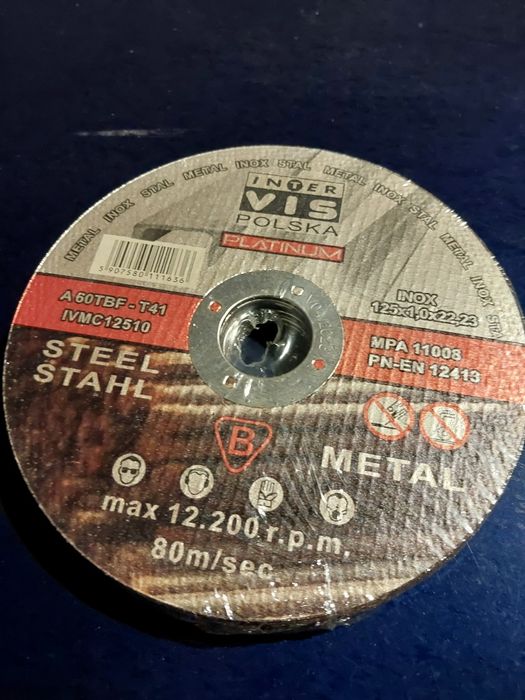 METAL INOX STAL METAL INOX STAL METAL INOX STAL METAL INOX STAL
INTER
VIS
POLSKA
PLATINUM
5907580111636
A 60TBF - T41
IVMC12510
INOX
125x1,0x22,23
MPA 11008
PN-EN 12413
STEEL
STAHL
B
METAL
max 12.200 r.p.m.
80m/sec.